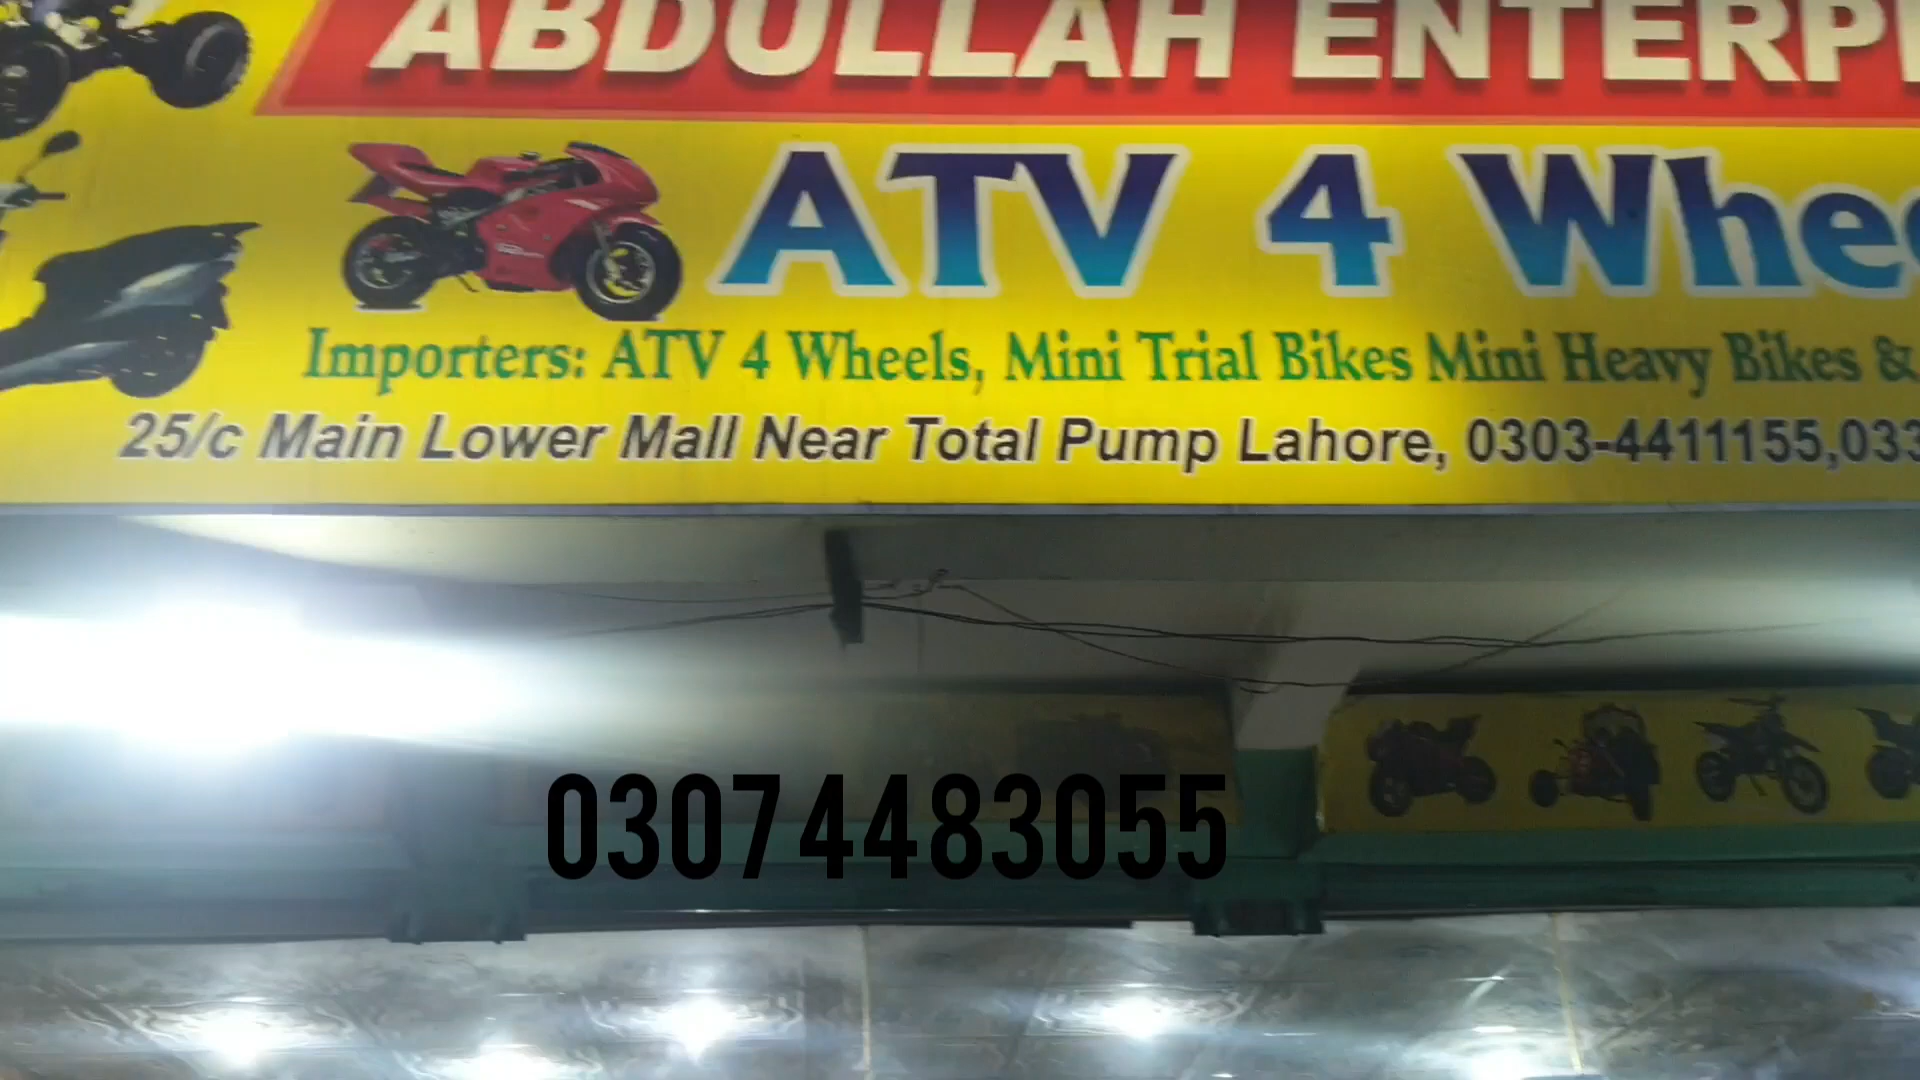 ABDULLAH ENTERP
ATV 4 Whee
Importers: ATV 4 Wheels, Mini Trial Bikes Mini Heavy Bikes &
25/c Main Lower Mall Near Total Pump Lahore, 0303-4411155,033
03074483055